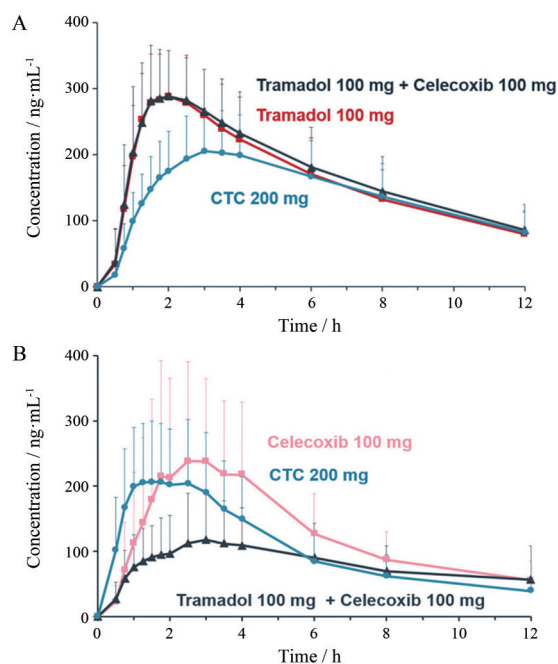 A
400
300
200
100
0
Concentration / ng·mL⁻¹
Tramadol 100 mg + Celecoxib 100 mg
Tramadol 100 mg
CTC 200 mg
0 2 4 6 8 10 12
Time / h
B
400
300
200
100
0
Concentration / ng·mL⁻¹
Celecoxib 100 mg
CTC 200 mg
Tramadol 100 mg + Celecoxib 100 mg
0 2 4 6 8 10 12
Time / h